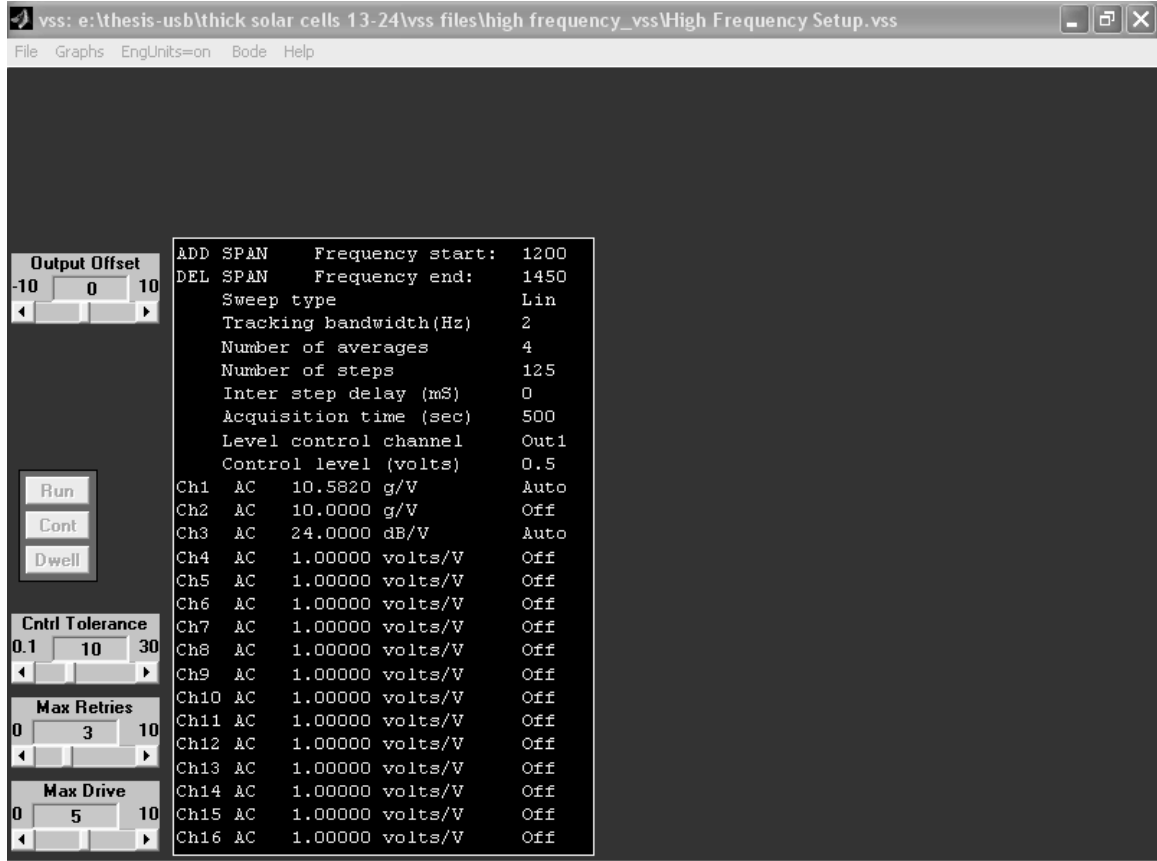 vss: e:\thesis-usb\thick solar cells 13-24\vss files\high frequency_vss\High Frequency Setup.vss
File Graphs EngUnits=on Bode Help
Output Offset
-10 0 10
Run
Cont
Dwell
Cntrl Tolerance
0.1 10 30
Max Retries
0 3 10
Max Drive
0 5 10
ADD SPAN Frequency start: 1200
DEL SPAN Frequency end: 1450
Sweep type Lin
Tracking bandwidth(Hz) 2
Number of averages 4
Number of steps 125
Inter step delay (mS) 0
Acquisition time (sec) 500
Level control channel Out1
Control level (volts) 0.5
Ch1 AC 10.5820 g/V Auto
Ch2 AC 10.0000 g/V Off
Ch3 AC 24.0000 dB/V Auto
Ch4 AC 1.00000 volts/V Off
Ch5 AC 1.00000 volts/V Off
Ch6 AC 1.00000 volts/V Off
Ch7 AC 1.00000 volts/V Off
Ch8 AC 1.00000 volts/V Off
Ch9 AC 1.00000 volts/V Off
Ch10 AC 1.00000 volts/V Off
Ch11 AC 1.00000 volts/V Off
Ch12 AC 1.00000 volts/V Off
Ch13 AC 1.00000 volts/V Off
Ch14 AC 1.00000 volts/V Off
Ch15 AC 1.00000 volts/V Off
Ch16 AC 1.00000 volts/V Off